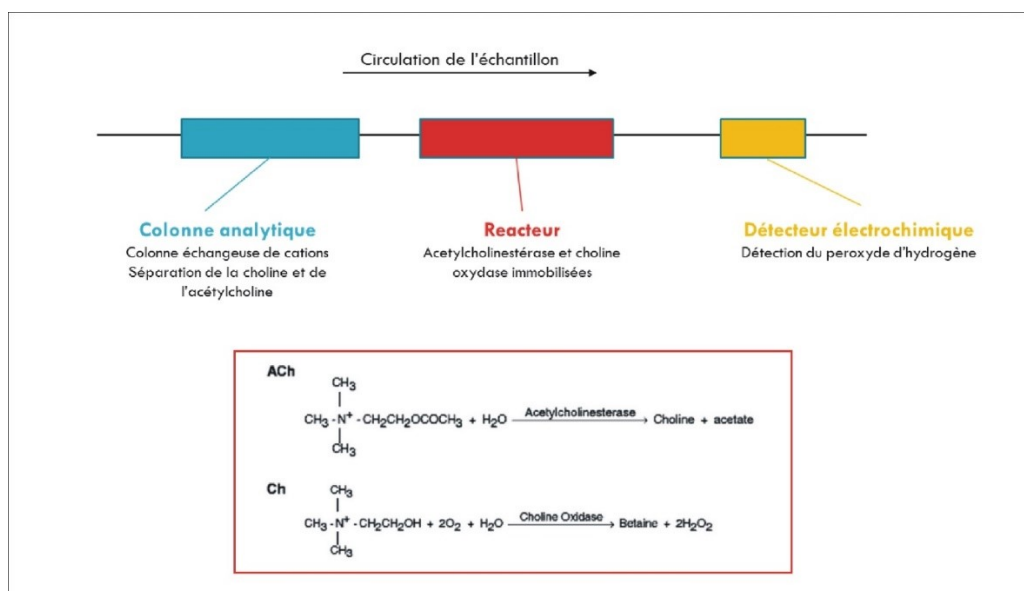 Circulation de l'échantillon
Colonne analytique
Colonne échangeuse de cations
Séparation de la choline et de
l'acétylcholine
Reacteur
Acetylcholinestérase et choline
oxydase immobilisées
Détecteur électrochimique
Détection du peroxyde d'hydrogène
ACh
CH₃
CH₃ -N⁺ - CH₂CH₂OCOCH₃ + H₂O Acetylcholinesterase Choline + acetate
CH₃
Ch
CH₃
CH₃ -N⁺ - CH₂CH₂OH + 2O₂ + H₂O Choline Oxidase Betaine + 2H₂O₂
CH₃